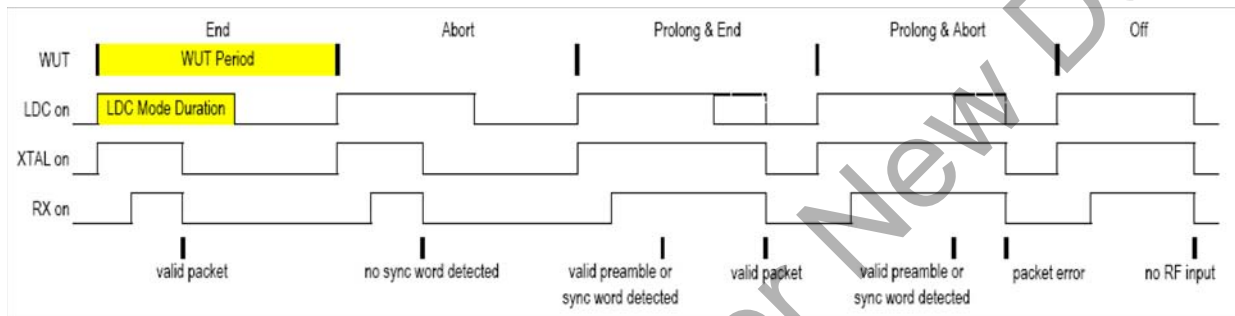 End Abort Prolong & End Prolong & Abort Off
WUT WUT Period
LDC on LDC Mode Duration
XTAL on
RX on
valid packet no sync word detected valid preamble or valid packet valid preamble or packet error no RF input
sync word detected sync word detected
New D